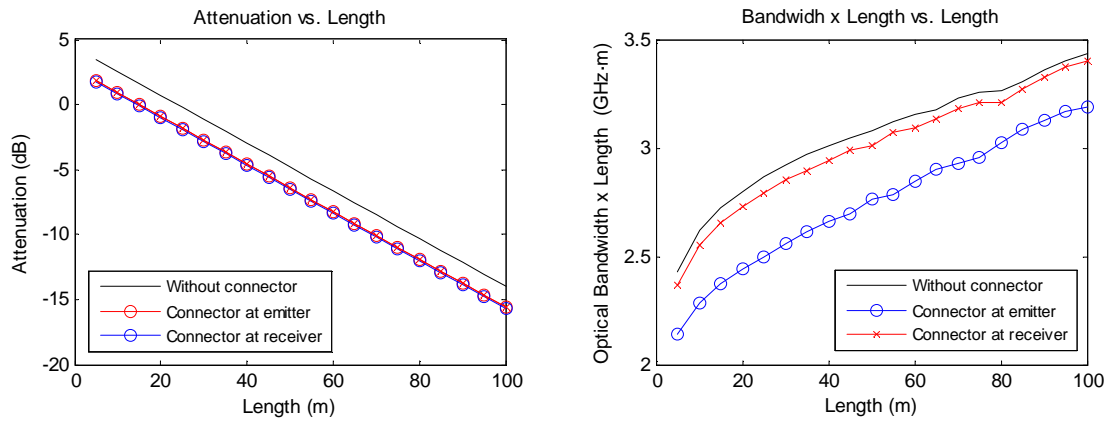 Attenuation vs. Length
5
0
-5
-10
-15
-20
Attenuation (dB)
0
20
40
60
80
100
Length (m)
Without connector
Connector at emitter
Connector at receiver
Bandwidh x Length vs. Length
3.5
3
2.5
2
Optical Bandwidth x Length (GHz·m)
0
20
40
60
80
100
Length (m)
Without connector
Connector at emitter
Connector at receiver